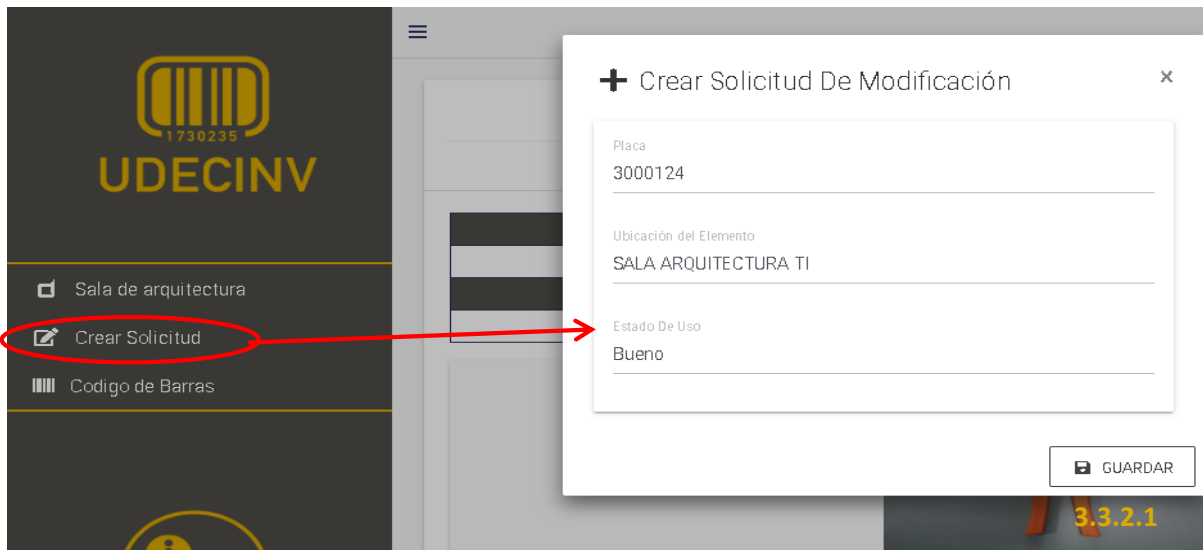 1730235
UDECINV
Sala de arquitectura
Crear Solicitud
Codigo de Barras
Crear Solicitud De Modificación
×
Placa
3000124
Ubicación del Elemento
SALA ARQUITECTURA TI
Estado De Uso
Bueno
GUARDAR
3.3.2.1